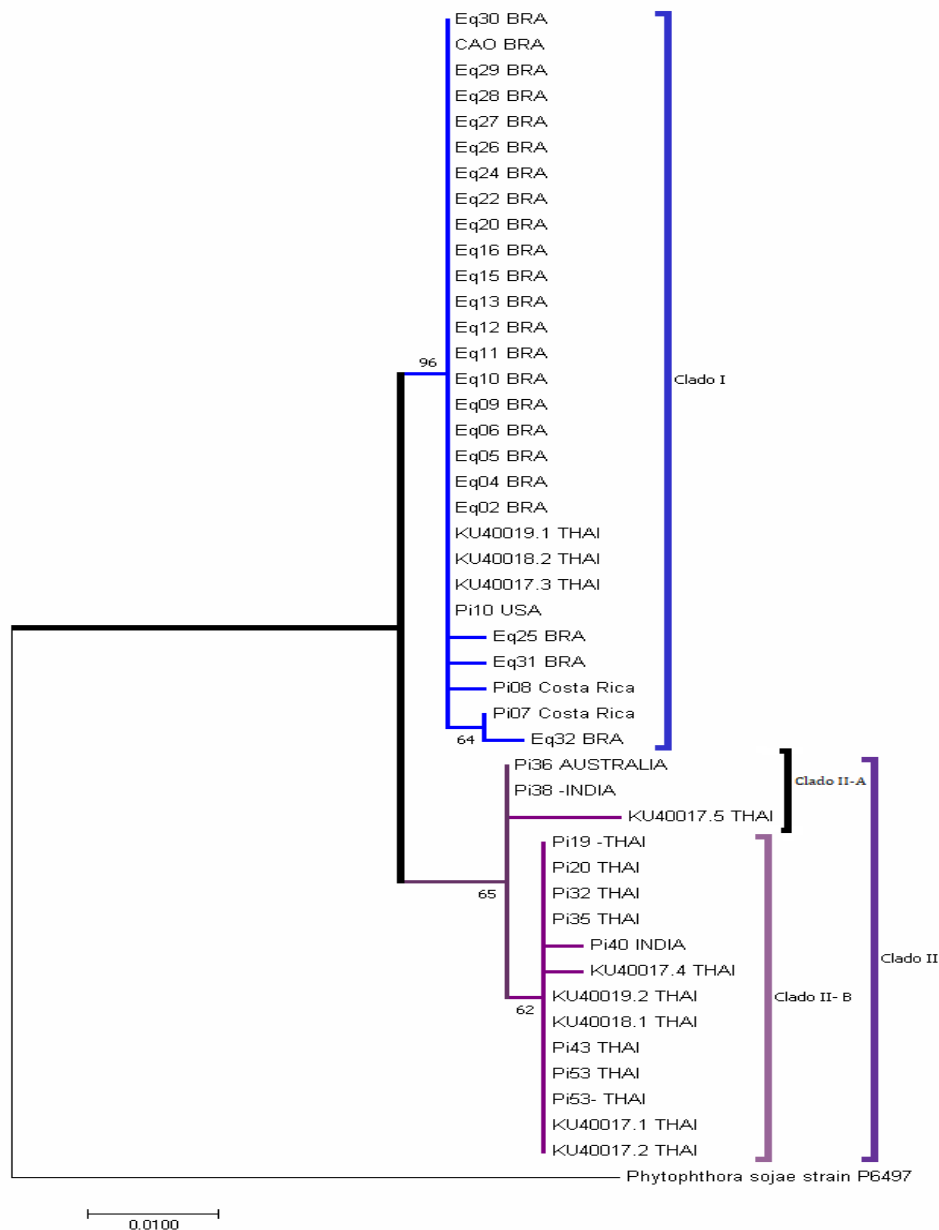 Eq30 BRA
CAO BRA
Eq29 BRA
Eq28 BRA
Eq27 BRA
Eq26 BRA
Eq24 BRA
Eq22 BRA
Eq20 BRA
Eq16 BRA
Eq15 BRA
Eq13 BRA
Eq12 BRA
Eq11 BRA
96
Eq10 BRA
Clado I
Eq09 BRA
Eq06 BRA
Eq05 BRA
Eq04 BRA
Eq02 BRA
KU40019.1 THAI
KU40018.2 THAI
KU40017.3 THAI
Pi10 USA
Eq25 BRA
Eq31 BRA
Pi08 Costa Rica
Pi07 Costa Rica
64
Eq32 BRA
Pi36 AUSTRALIA
Clado II-A
Pi38 -INDIA
KU40017.5 THAI
Pi19 -THAI
Pi20 THAI
65
Pi32 THAI
Pi35 THAI
Pi40 INDIA
Clado II
KU40017.4 THAI
KU40019.2 THAI
Clado II- B
62
KU40018.1 THAI
Pi43 THAI
Pi53 THAI
Pi53- THAI
KU40017.1 THAI
KU40017.2 THAI
Phytophthora sojae strain P6497
0.0100